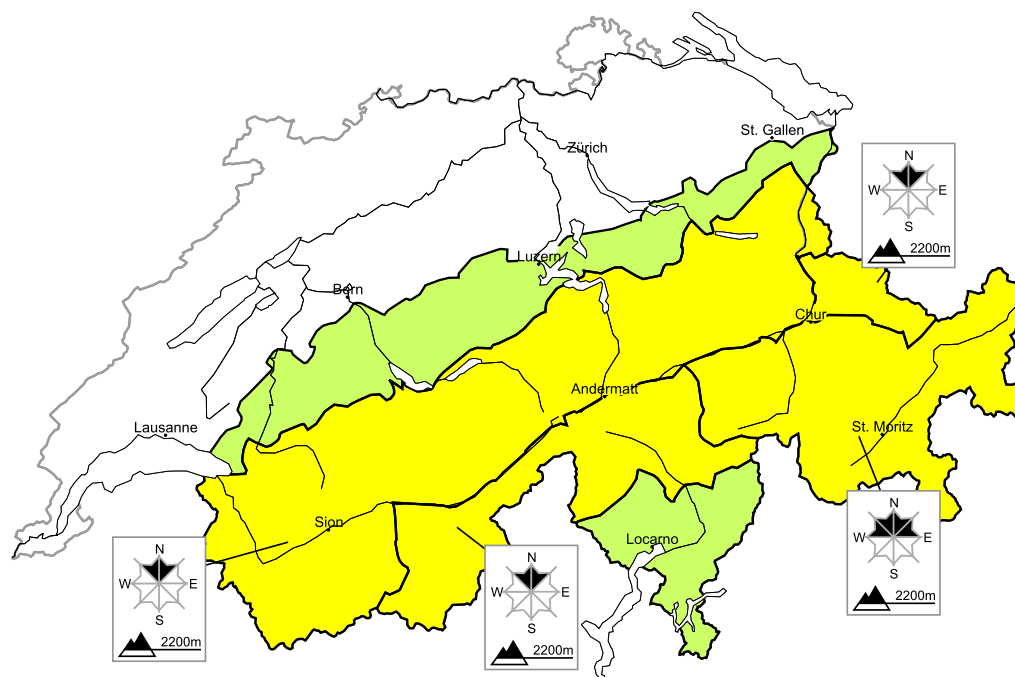 St. Gallen
Zürich
N
W E
S
2200m
Luzern
Bern
Chur
Andermatt
Lausanne
St. Moritz
N
W E
S
2200m
Sion
Locarno
N
W E
S
2200m
N
W E
S
2200m